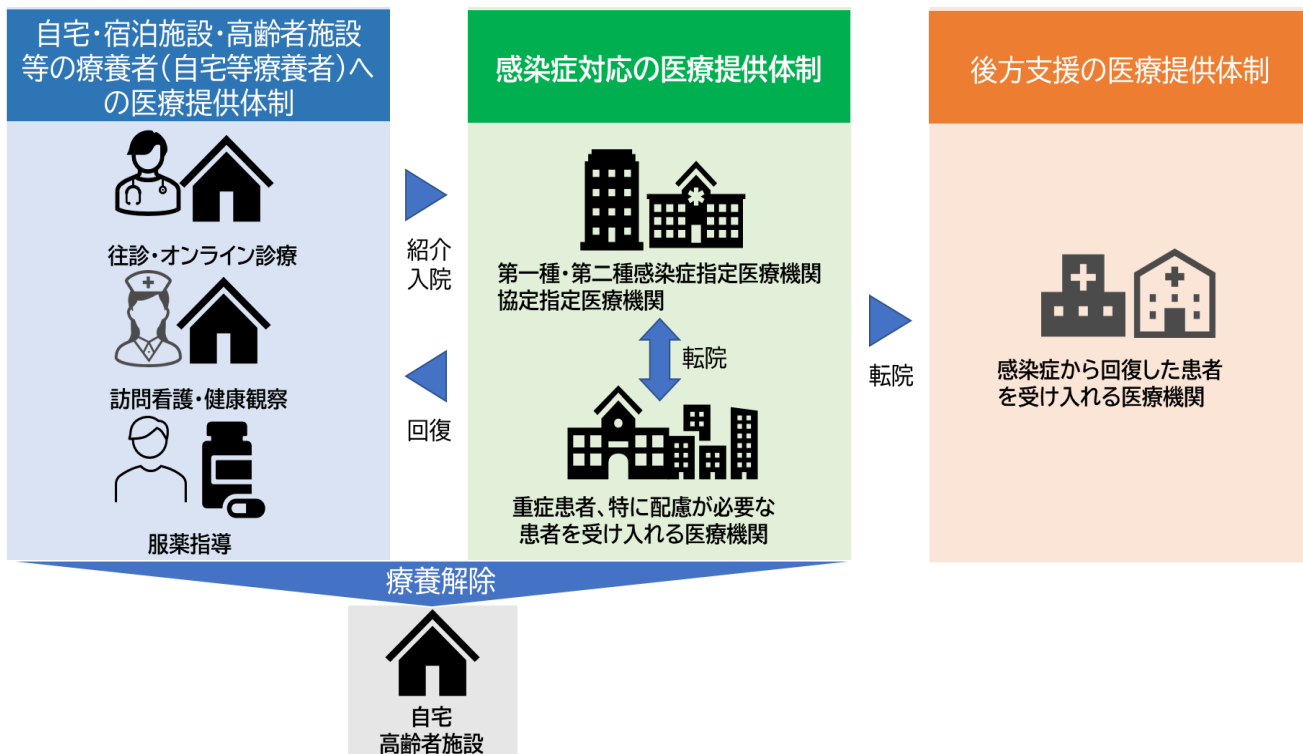 自宅・宿泊施設・高齢者施設
等の療養者(自宅等療養者)へ
の医療提供体制
往診・オンライン診療
訪問看護・健康観察
服薬指導
紹介
入院
回復
感染症対応の医療提供体制
第一種・第二種感染症指定医療機関
協定指定医療機関
転院
重症患者、特に配慮が必要な
患者を受け入れる医療機関
転院
後方支援の医療提供体制
感染症から回復した患者
を受け入れる医療機関
療養解除
自宅
高齢者施設